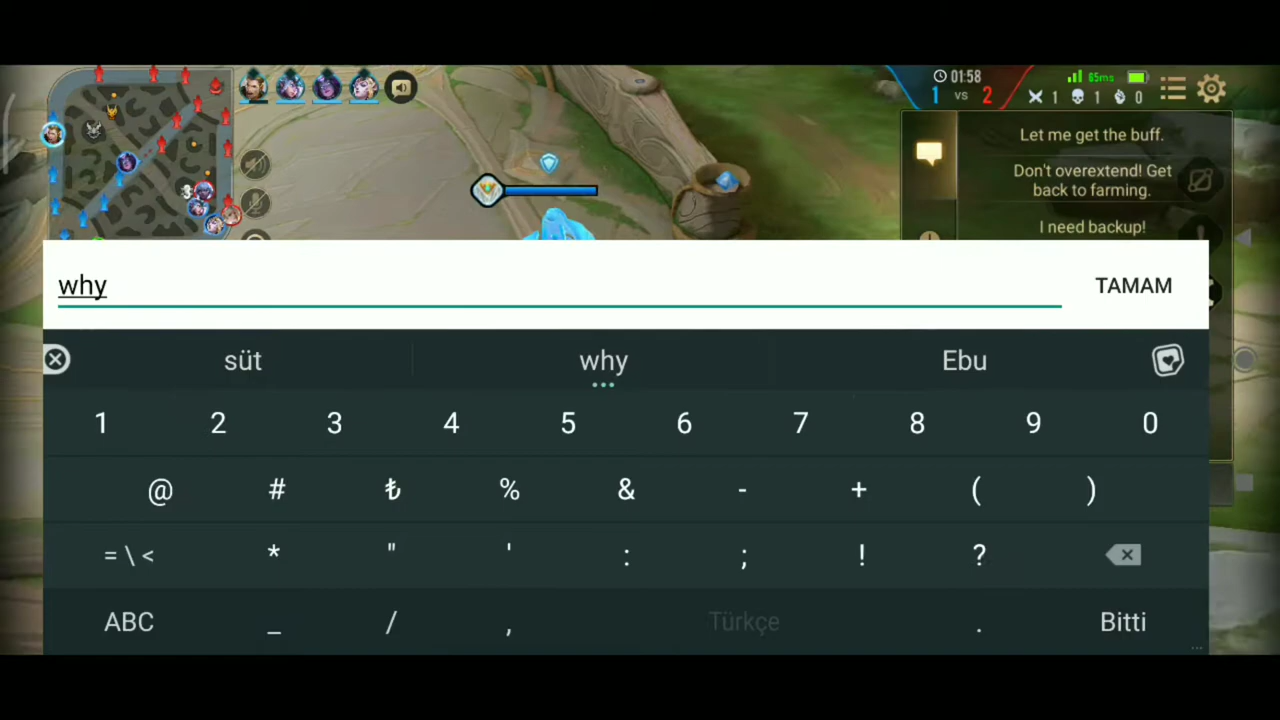 01:58
65ms
1 vs 2
1 1 0
Let me get the buff.
Don't overextend! Get
back to farming.
I need backup!
why
TAMAM
süt why Ebu
1 2 3 4 5 6 7 8 9 0
@ # ₺ % & - + ( )
= \ < * " ' : ; ! ?
ABC _ / , Türkçe . Bitti